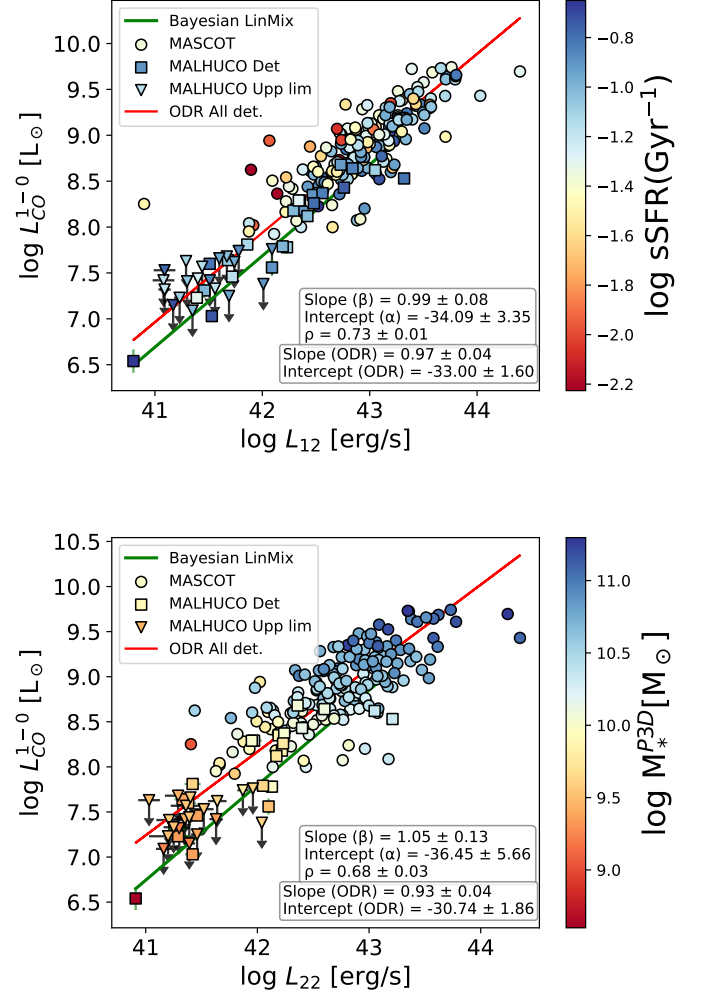 Bayesian LinMix
MASCOT
MALHUCO Det
MALHUCO Upp lim
ODR All det.
10.0
9.5
9.0
8.5
8.0
7.5
7.0
6.5
log L_{CO}^{1−0} [L_⊙]
Slope (β) = 0.99 ± 0.08
Intercept (α) = -34.09 ± 3.35
ρ = 0.73 ± 0.01
Slope (ODR) = 0.97 ± 0.04
Intercept (ODR) = -33.00 ± 1.60
41 42 43 44
log L_{12} [erg/s]
−0.8
−1.0
−1.2
−1.4
−1.6
−1.8
−2.0
−2.2
log sSFR(Gyr^{−1})
Bayesian LinMix
MASCOT
MALHUCO Det
MALHUCO Upp lim
ODR All det.
10.5
10.0
9.5
9.0
8.5
8.0
7.5
7.0
6.5
log L_{CO}^{1−0} [L_⊙]
Slope (β) = 1.05 ± 0.13
Intercept (α) = -36.45 ± 5.66
ρ = 0.68 ± 0.03
Slope (ODR) = 0.93 ± 0.04
Intercept (ODR) = -30.74 ± 1.86
41 42 43 44
log L_{22} [erg/s]
11.0
10.5
10.0
9.5
9.0
log M_*^{P3D}[M_⊙]